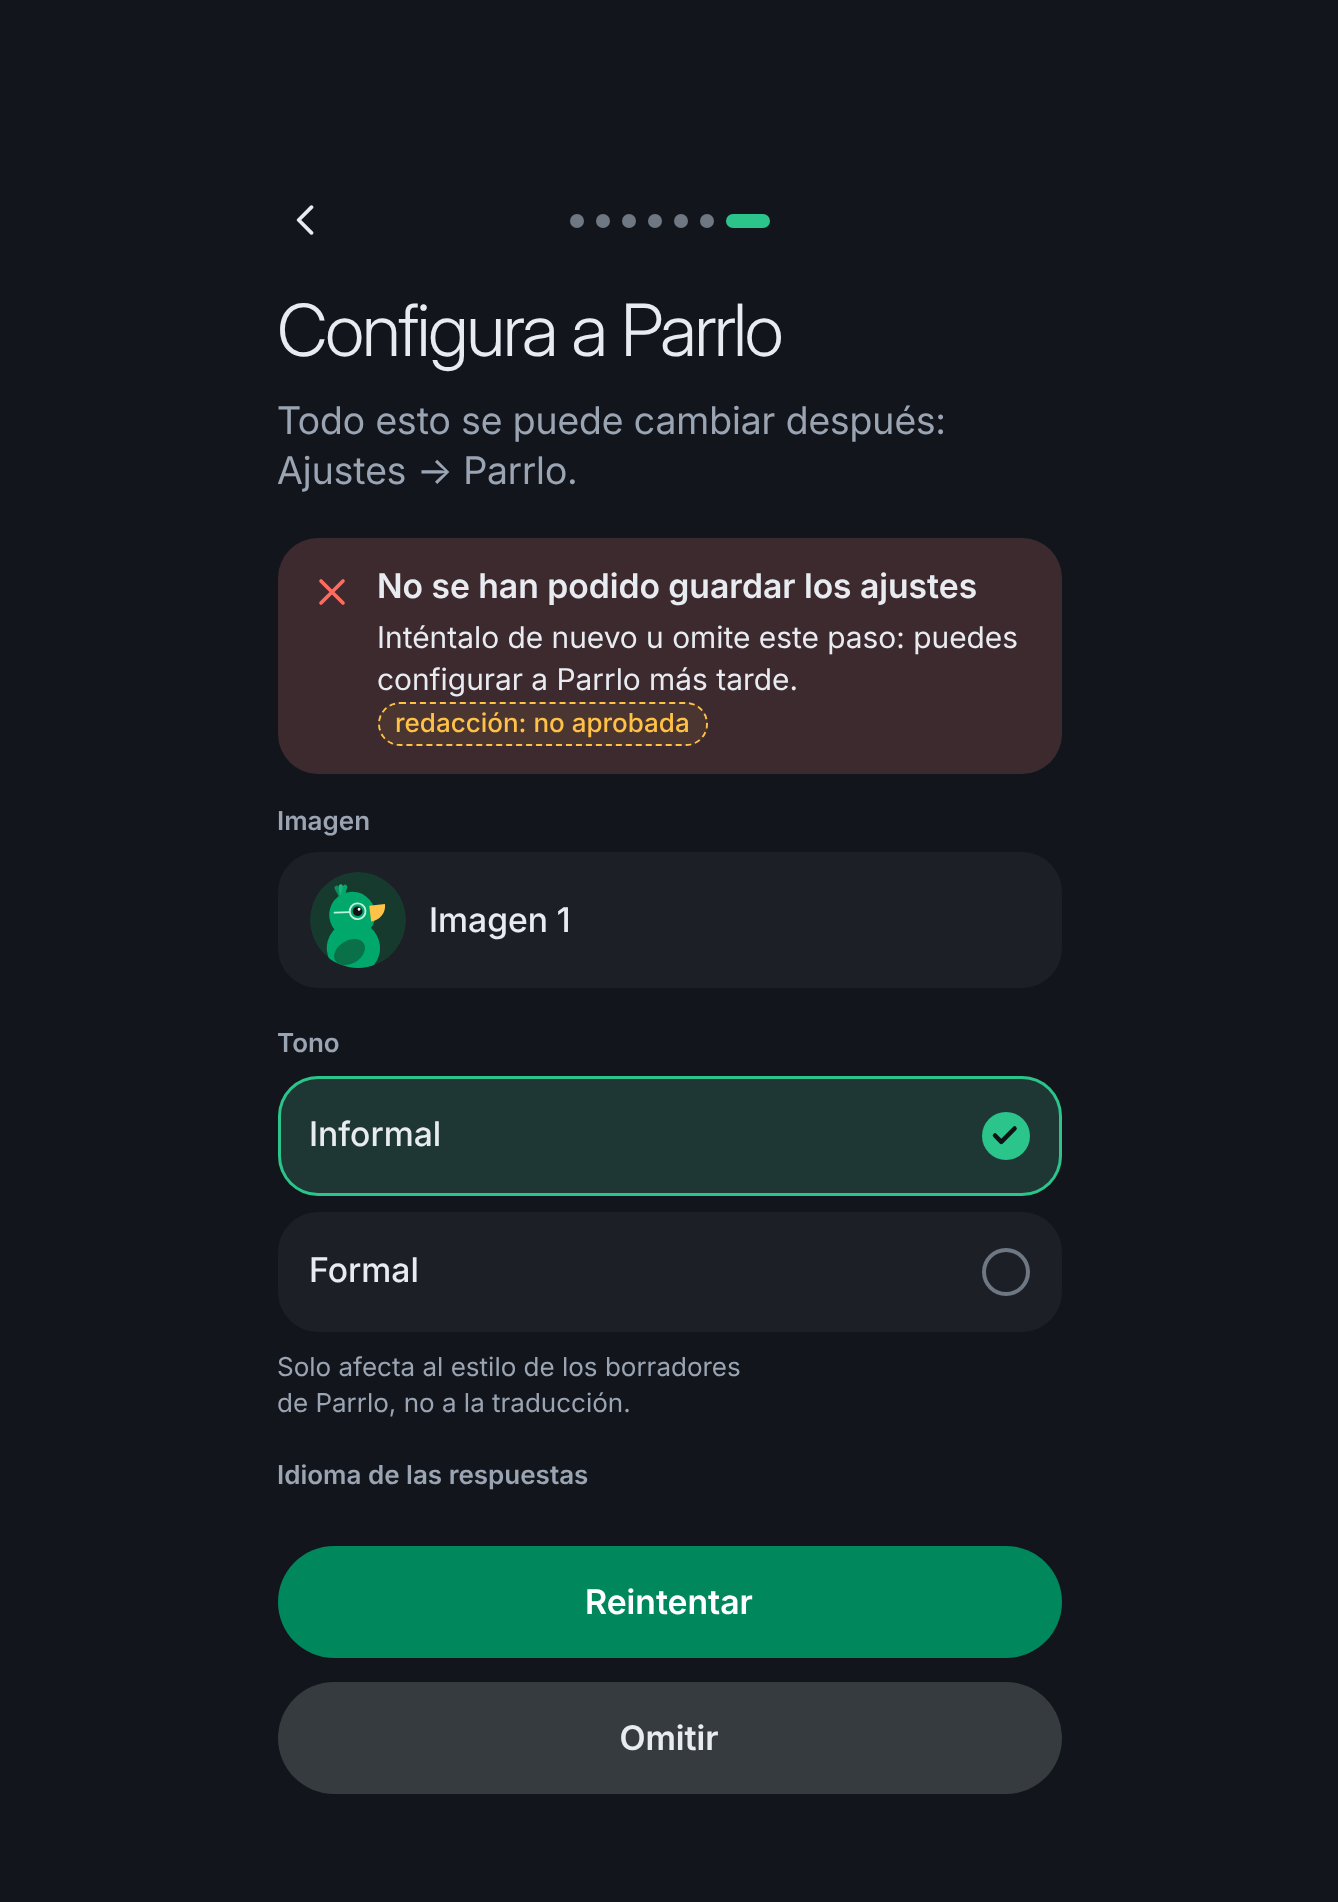 Configura a Parrlo
Todo esto se puede cambiar después:
Ajustes → Parrlo.
No se han podido guardar los ajustes
Inténtalo de nuevo u omite este paso: puedes
configurar a Parrlo más tarde.
redacción: no aprobada
Imagen
Imagen 1
Tono
Informal
Formal
Solo afecta al estilo de los borradores
de Parrlo, no a la traducción.
Idioma de las respuestas
Reintentar
Omitir